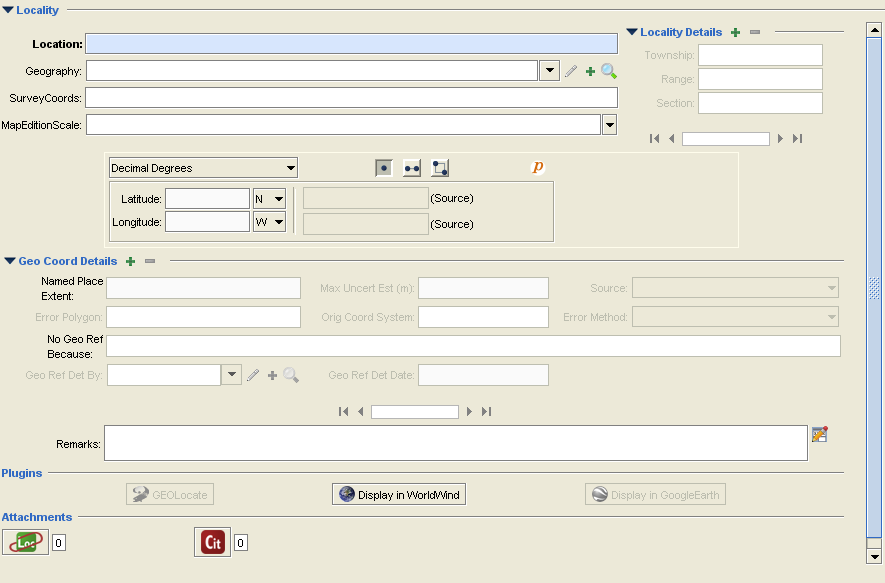 Locality
Location:
Geography:
SurveyCoords:
MapEditionScale:
Locality Details
Township:
Range:
Section:
Decimal Degrees
p
Latitude: N (Source)
Longitude: W (Source)
Geo Coord Details
Named Place Extent:
Max Uncert Est (m):
Source:
Error Polygon:
Orig Coord System:
Error Method:
No Geo Ref Because:
Geo Ref Det By:
Geo Ref Det Date:
Remarks:
Plugins
GEOLocate
Display in WorldWind
Display in GoogleEarth
Attachments
Loc 0
Cit 0